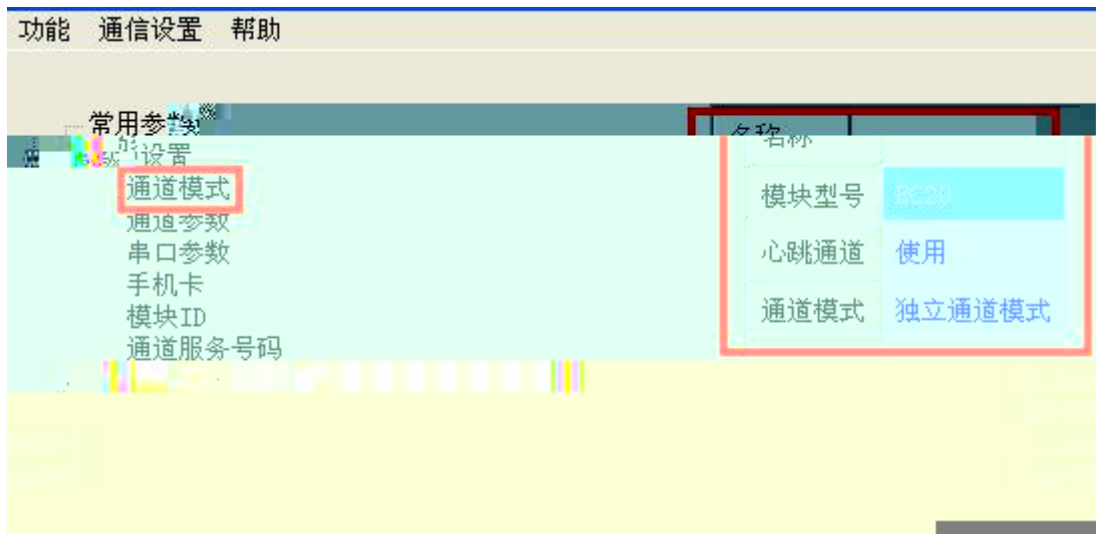 功能 通信设置 帮助
常用参数
设置
通道模式
通道参数
串口参数
手机卡
模块ID
通道服务号码
名称
模块型号 EC20
心跳通道 使用
通道模式 独立通道模式